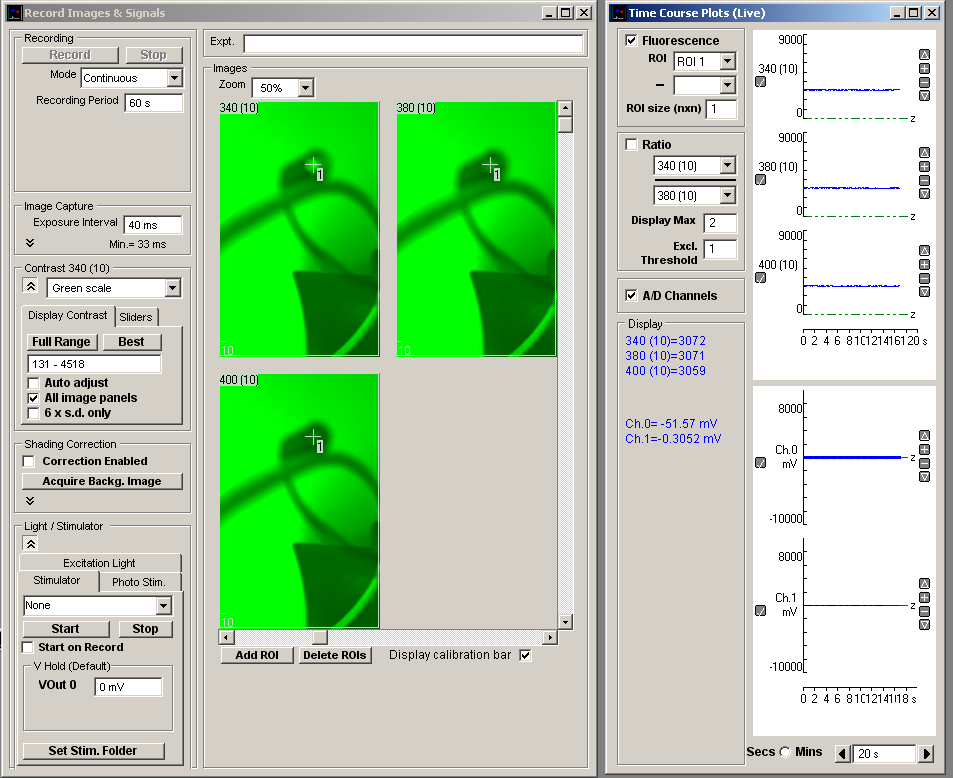 Record Images & Signals
Recording
Record
Stop
Mode
Continuous
Recording Period
60 s
Image Capture
Exposure Interval
40 ms
Min.= 33 ms
Contrast 340 (10)
Green scale
Display Contrast
Sliders
Full Range
Best
131 - 4518
Auto adjust
All image panels
6 x s.d. only
Shading Correction
Correction Enabled
Acquire Backg. Image
Light / Stimulator
Excitation Light
Stimulator
Photo Stim.
None
Start
Stop
Start on Record
V Hold (Default)
VOut 0
0 mV
Set Stim. Folder
Expt.
Images
Zoom
50%
340 (10)
1
10
380 (10)
1
10
400 (10)
1
10
Add ROI
Delete ROIs
Display calibration bar
Time Course Plots (Live)
Fluorescence
ROI
ROI 1
–
ROI size (nxn)
1
Ratio
340 (10)
380 (10)
Display Max
2
Excl.
Threshold
1
A/D Channels
Display
340 (10)=3072
380 (10)=3071
400 (10)=3059
Ch.0= -51.57 mV
Ch.1=-0.3052 mV
9000
340 (10)
0
z
9000
380 (10)
0
z
9000
400 (10)
0
z
0 2 4 6 8 20 s
8000
Ch.0
mV
z
-10000
8000
Ch.1
mV
z
-10000
0 2 4 6 8 18 s
Secs
Mins
20 s